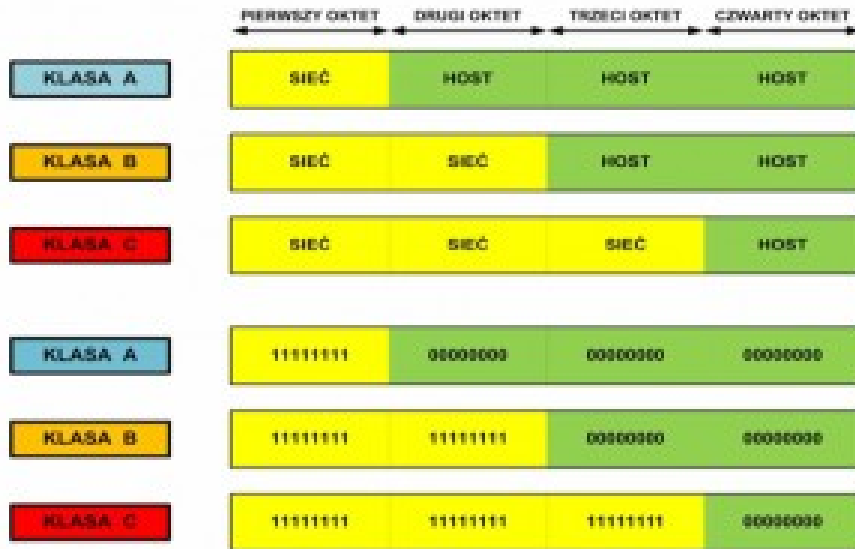 PIERWSZY OKTET DRUGI OKTET TRZECI OKTET CZWARTY OKTET
KLASA A SIEĆ HOST HOST HOST
KLASA B SIEĆ SIEĆ HOST HOST
KLASA C SIEĆ SIEĆ SIEĆ HOST
KLASA A 11111111 00000000 00000000 00000000
KLASA B 11111111 11111111 00000000 00000000
KLASA C 11111111 11111111 11111111 00000000